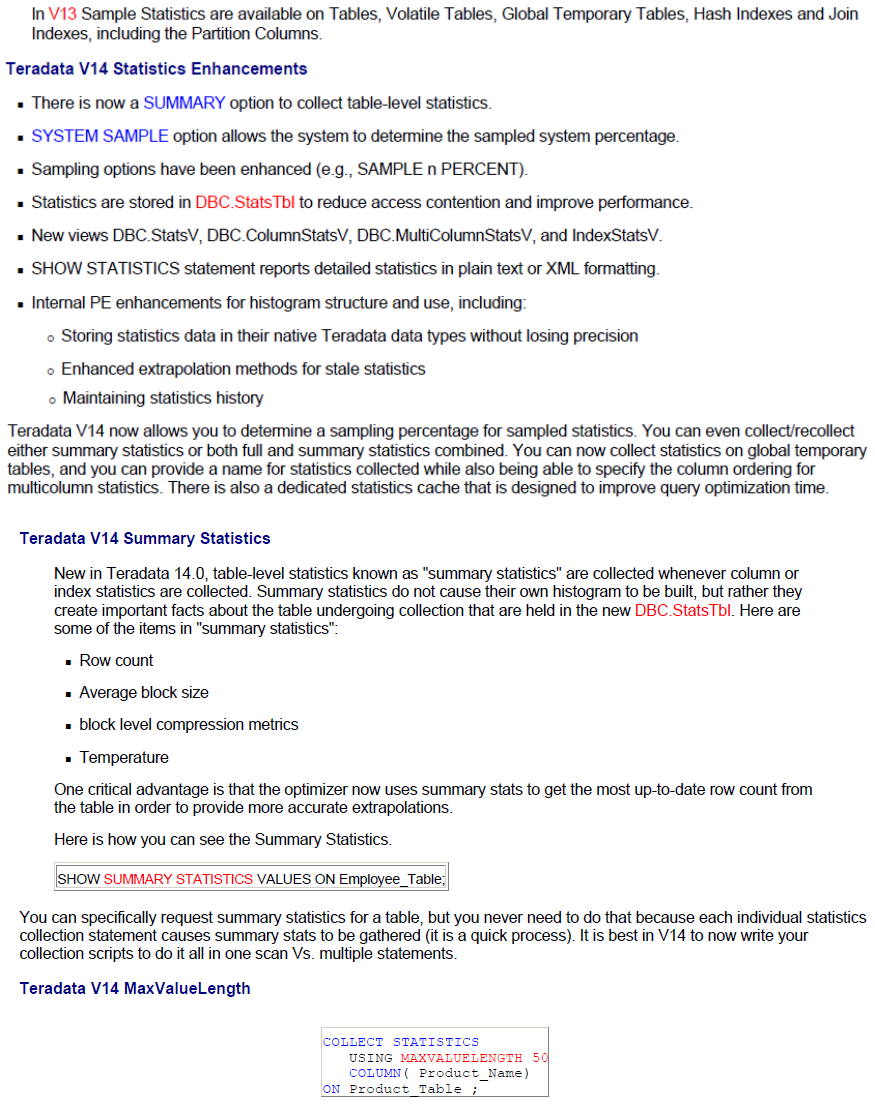 In V13 Sample Statistics are available on Tables, Volatile Tables, Global Temporary Tables, Hash Indexes and Join
Indexes, including the Partition Columns.
Teradata V14 Statistics Enhancements
▪ There is now a SUMMARY option to collect table-level statistics.
▪ SYSTEM SAMPLE option allows the system to determine the sampled system percentage.
▪ Sampling options have been enhanced (e.g., SAMPLE n PERCENT).
▪ Statistics are stored in DBC.StatsTbl to reduce access contention and improve performance.
▪ New views DBC.StatsV, DBC.ColumnStatsV, DBC.MultiColumnStatsV, and IndexStatsV.
▪ SHOW STATISTICS statement reports detailed statistics in plain text or XML formatting.
▪ Internal PE enhancements for histogram structure and use, including:
o Storing statistics data in their native Teradata data types without losing precision
o Enhanced extrapolation methods for stale statistics
o Maintaining statistics history
Teradata V14 now allows you to determine a sampling percentage for sampled statistics. You can even collect/recollect
either summary statistics or both full and summary statistics combined. You can now collect statistics on global temporary
tables, and you can provide a name for statistics collected while also being able to specify the column ordering for
multicolumn statistics. There is also a dedicated statistics cache that is designed to improve query optimization time.
Teradata V14 Summary Statistics
New in Teradata 14.0, table-level statistics known as "summary statistics" are collected whenever column or
index statistics are collected. Summary statistics do not cause their own histogram to be built, but rather they
create important facts about the table undergoing collection that are held in the new DBC.StatsTbl. Here are
some of the items in "summary statistics":
▪ Row count
▪ Average block size
▪ block level compression metrics
▪ Temperature
One critical advantage is that the optimizer now uses summary stats to get the most up-to-date row count from
the table in order to provide more accurate extrapolations.
Here is how you can see the Summary Statistics.
SHOW SUMMARY STATISTICS VALUES ON Employee_Table;
You can specifically request summary statistics for a table, but you never need to do that because each individual statistics
collection statement causes summary stats to be gathered (it is a quick process). It is best in V14 to now write your
collection scripts to do it all in one scan Vs. multiple statements.
Teradata V14 MaxValueLength
COLLECT STATISTICS
USING MAXVALUELENGTH 50
COLUMN( Product_Name)
ON Product_Table ;